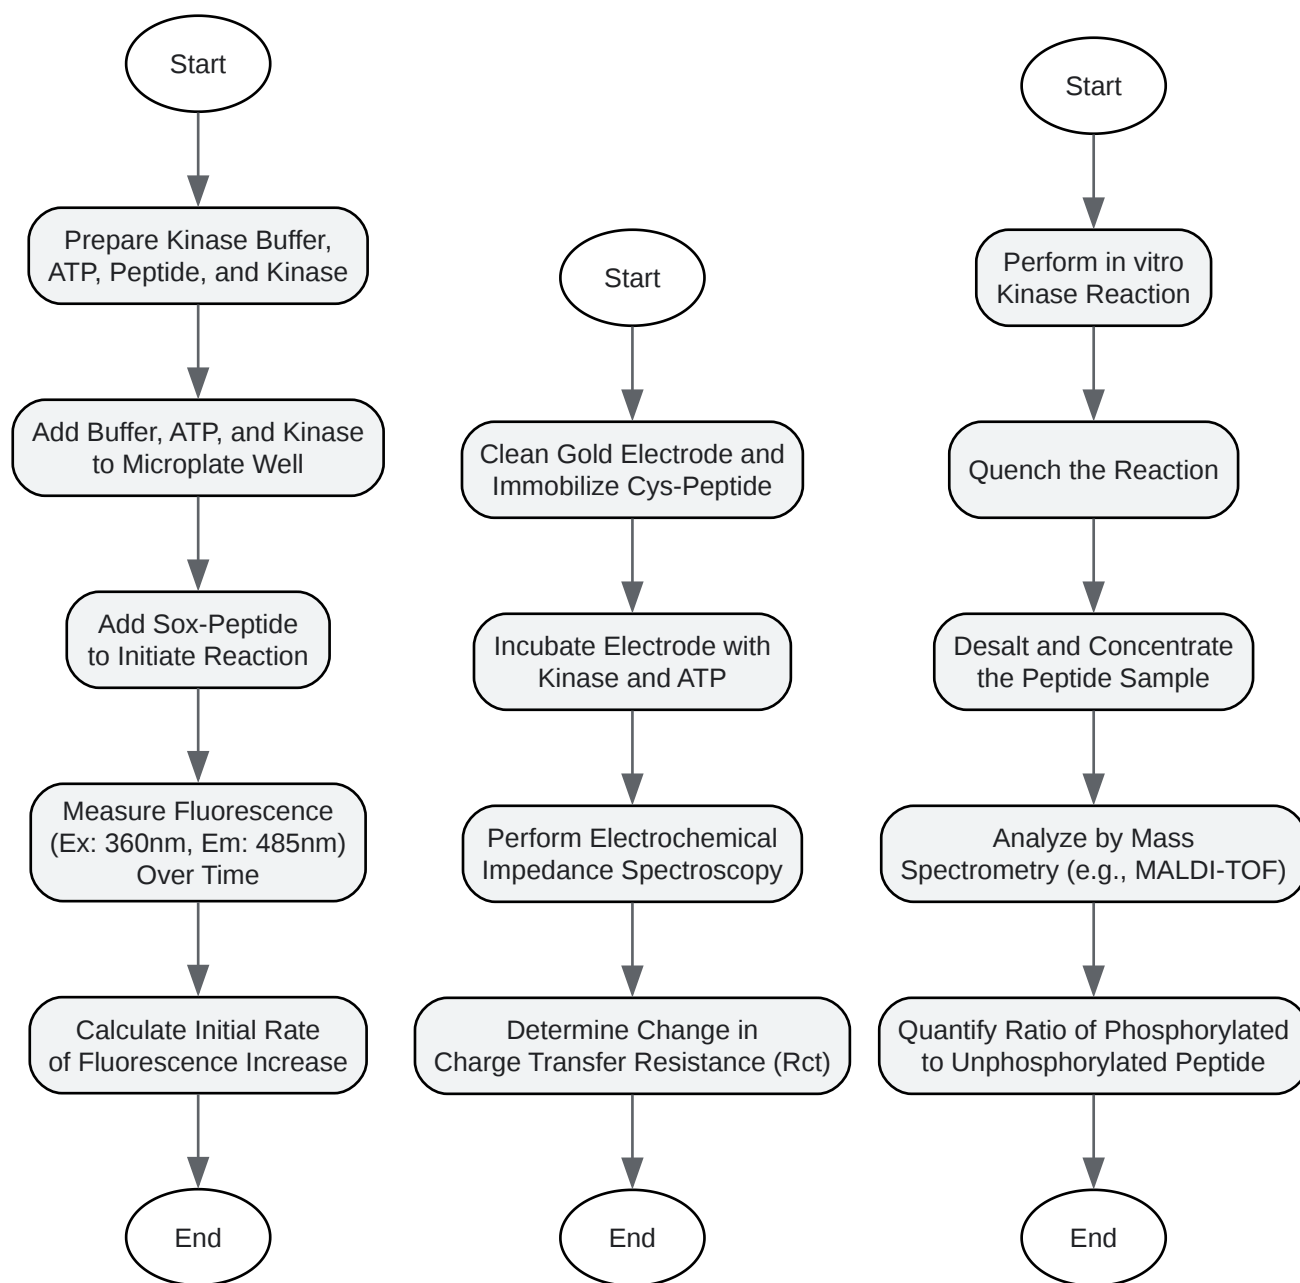 Start
Prepare Kinase Buffer,
ATP, Peptide, and Kinase
Add Buffer, ATP, and Kinase
to Microplate Well
Add Sox-Peptide
to Initiate Reaction
Measure Fluorescence
(Ex: 360nm, Em: 485nm)
Over Time
Calculate Initial Rate
of Fluorescence Increase
End
Start
Clean Gold Electrode and
Immobilize Cys-Peptide
Incubate Electrode with
Kinase and ATP
Perform Electrochemical
Impedance Spectroscopy
Determine Change in
Charge Transfer Resistance (Rct)
End
Start
Perform in vitro
Kinase Reaction
Quench the Reaction
Desalt and Concentrate
the Peptide Sample
Analyze by Mass
Spectrometry (e.g., MALDI-TOF)
Quantify Ratio of Phosphorylated
to Unphosphorylated Peptide
End